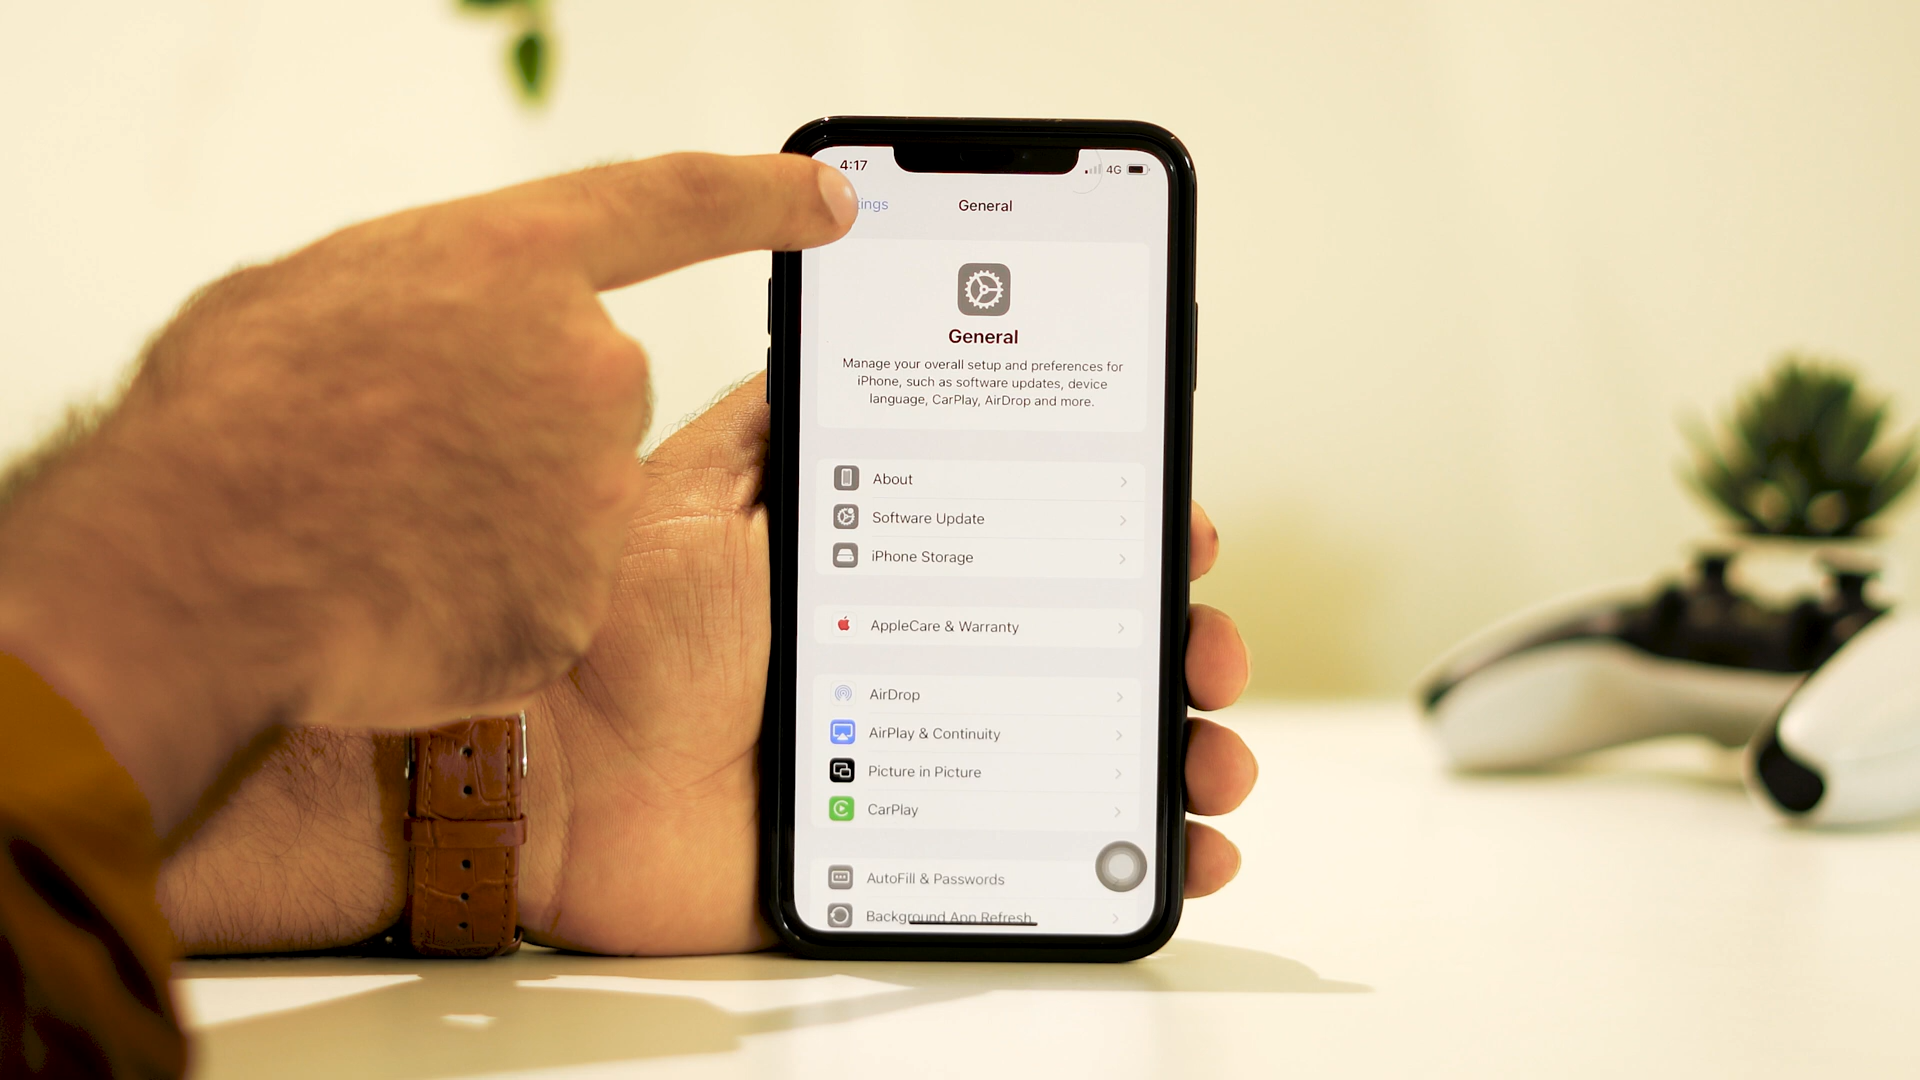 4:17
4G
tings
General
General
Manage your overall setup and preferences for
iPhone, such as software updates, device
language, CarPlay, AirDrop and more.
About
Software Update
iPhone Storage
AppleCare & Warranty
AirDrop
AirPlay & Continuity
Picture in Picture
CarPlay
AutoFill & Passwords
Background App Refresh